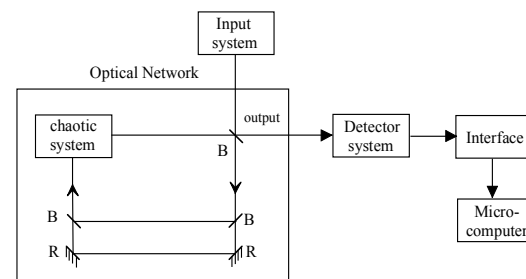 Input
system
Optical Network
output
chaotic
system
B
Detector
system
Interface
B
B
R
R
Micro-
computer